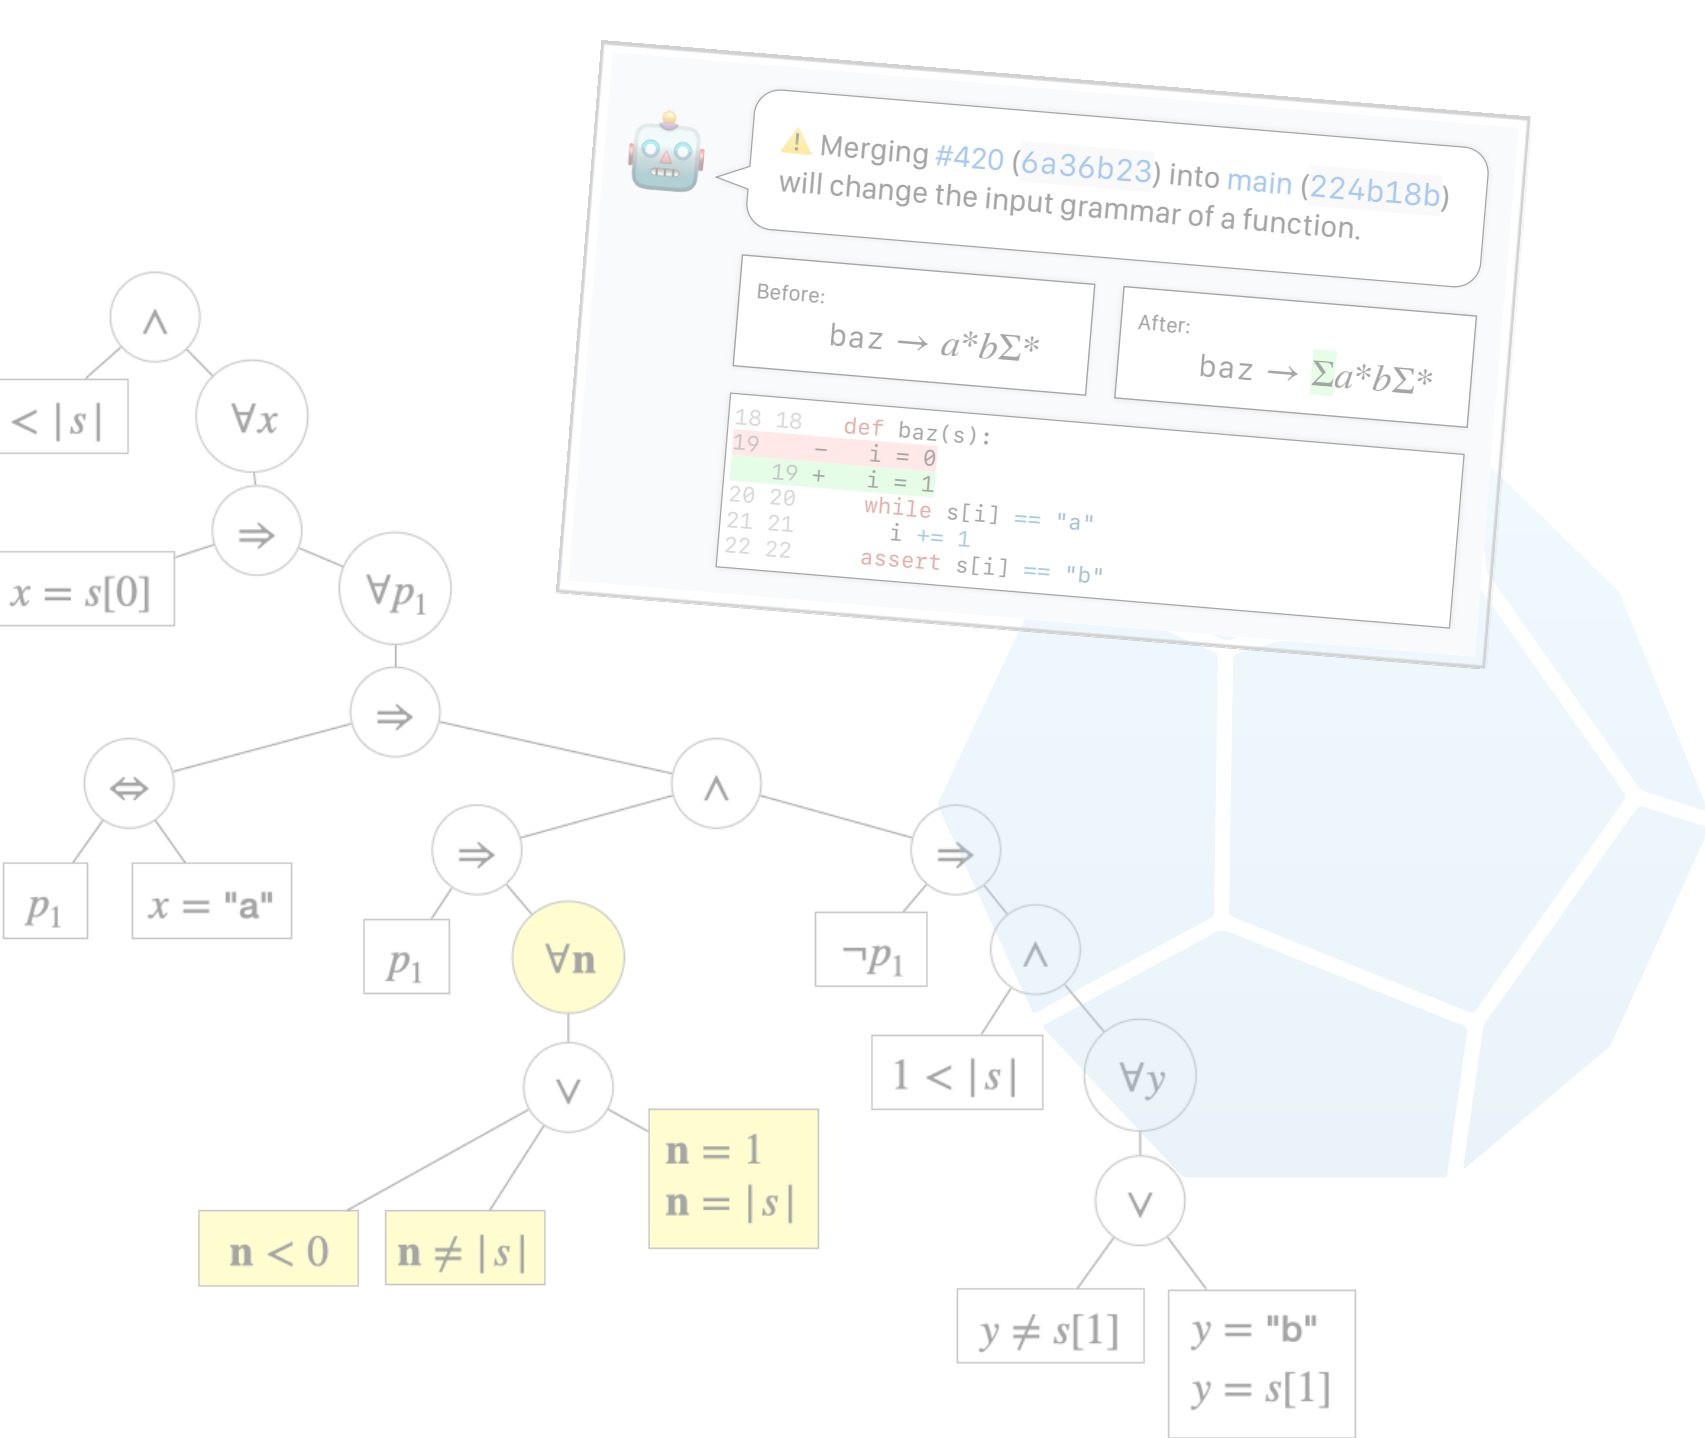 ⚠️ Merging #420 (6a36b23) into main (224b18b)
will change the input grammar of a function.
Before:
baz → a*bΣ*
After:
baz → Σa*bΣ*
18 18 def baz(s):
19 - i = 0
19 + i = 1
20 20 while s[i] == "a"
21 21 i += 1
22 22 assert s[i] == "b"
∧
< |s|
∀x
⇒
x = s[0]
∀p₁
⇒
⇔
∧
p₁
x = "a"
⇒
⇒
p₁
∀n
¬p₁
∧
∨
1 < |s|
∀y
n < 0
n ≠ |s|
n = 1
n = |s|
∨
y ≠ s[1]
y = "b"
y = s[1]